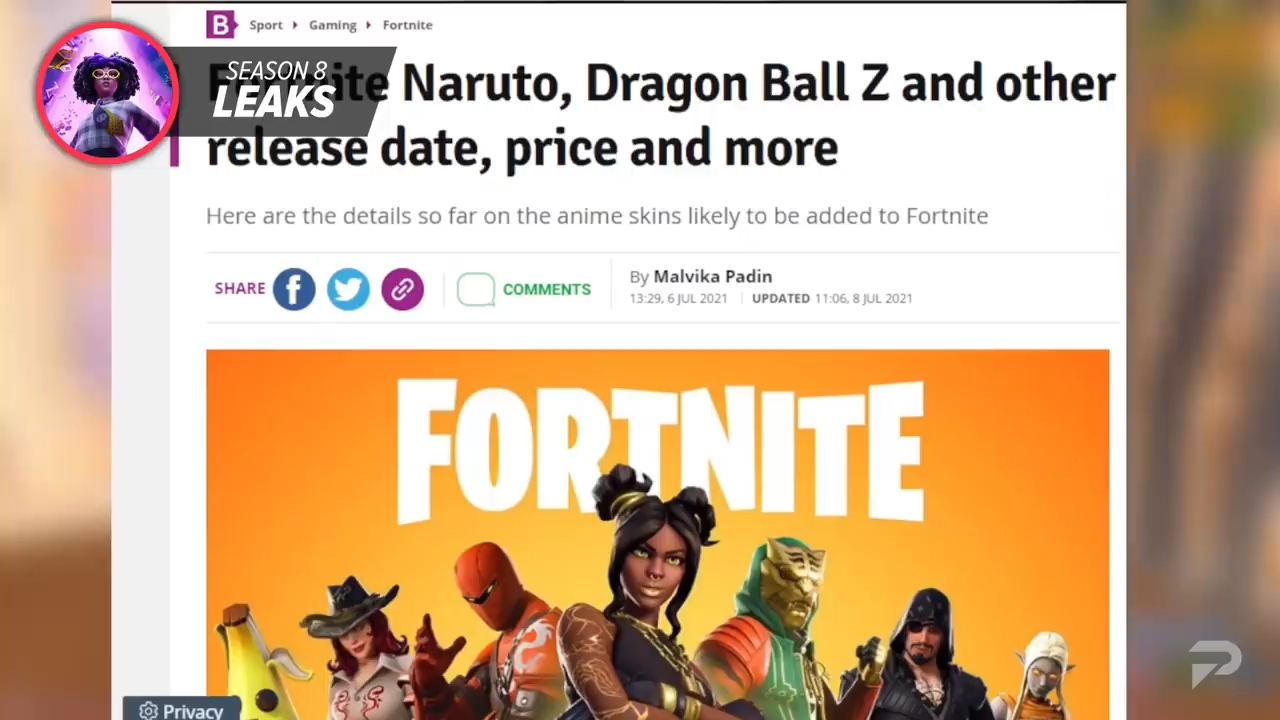 B Sport Gaming Fortnite
SEASON 8
LEAKS
Fortnite Naruto, Dragon Ball Z and other
release date, price and more
Here are the details so far on the anime skins likely to be added to Fortnite
SHARE
COMMENTS
By Malvika Padin
13:29, 6 JUL 2021 UPDATED 11:06, 8 JUL 2021
FORTNITE
Privacy